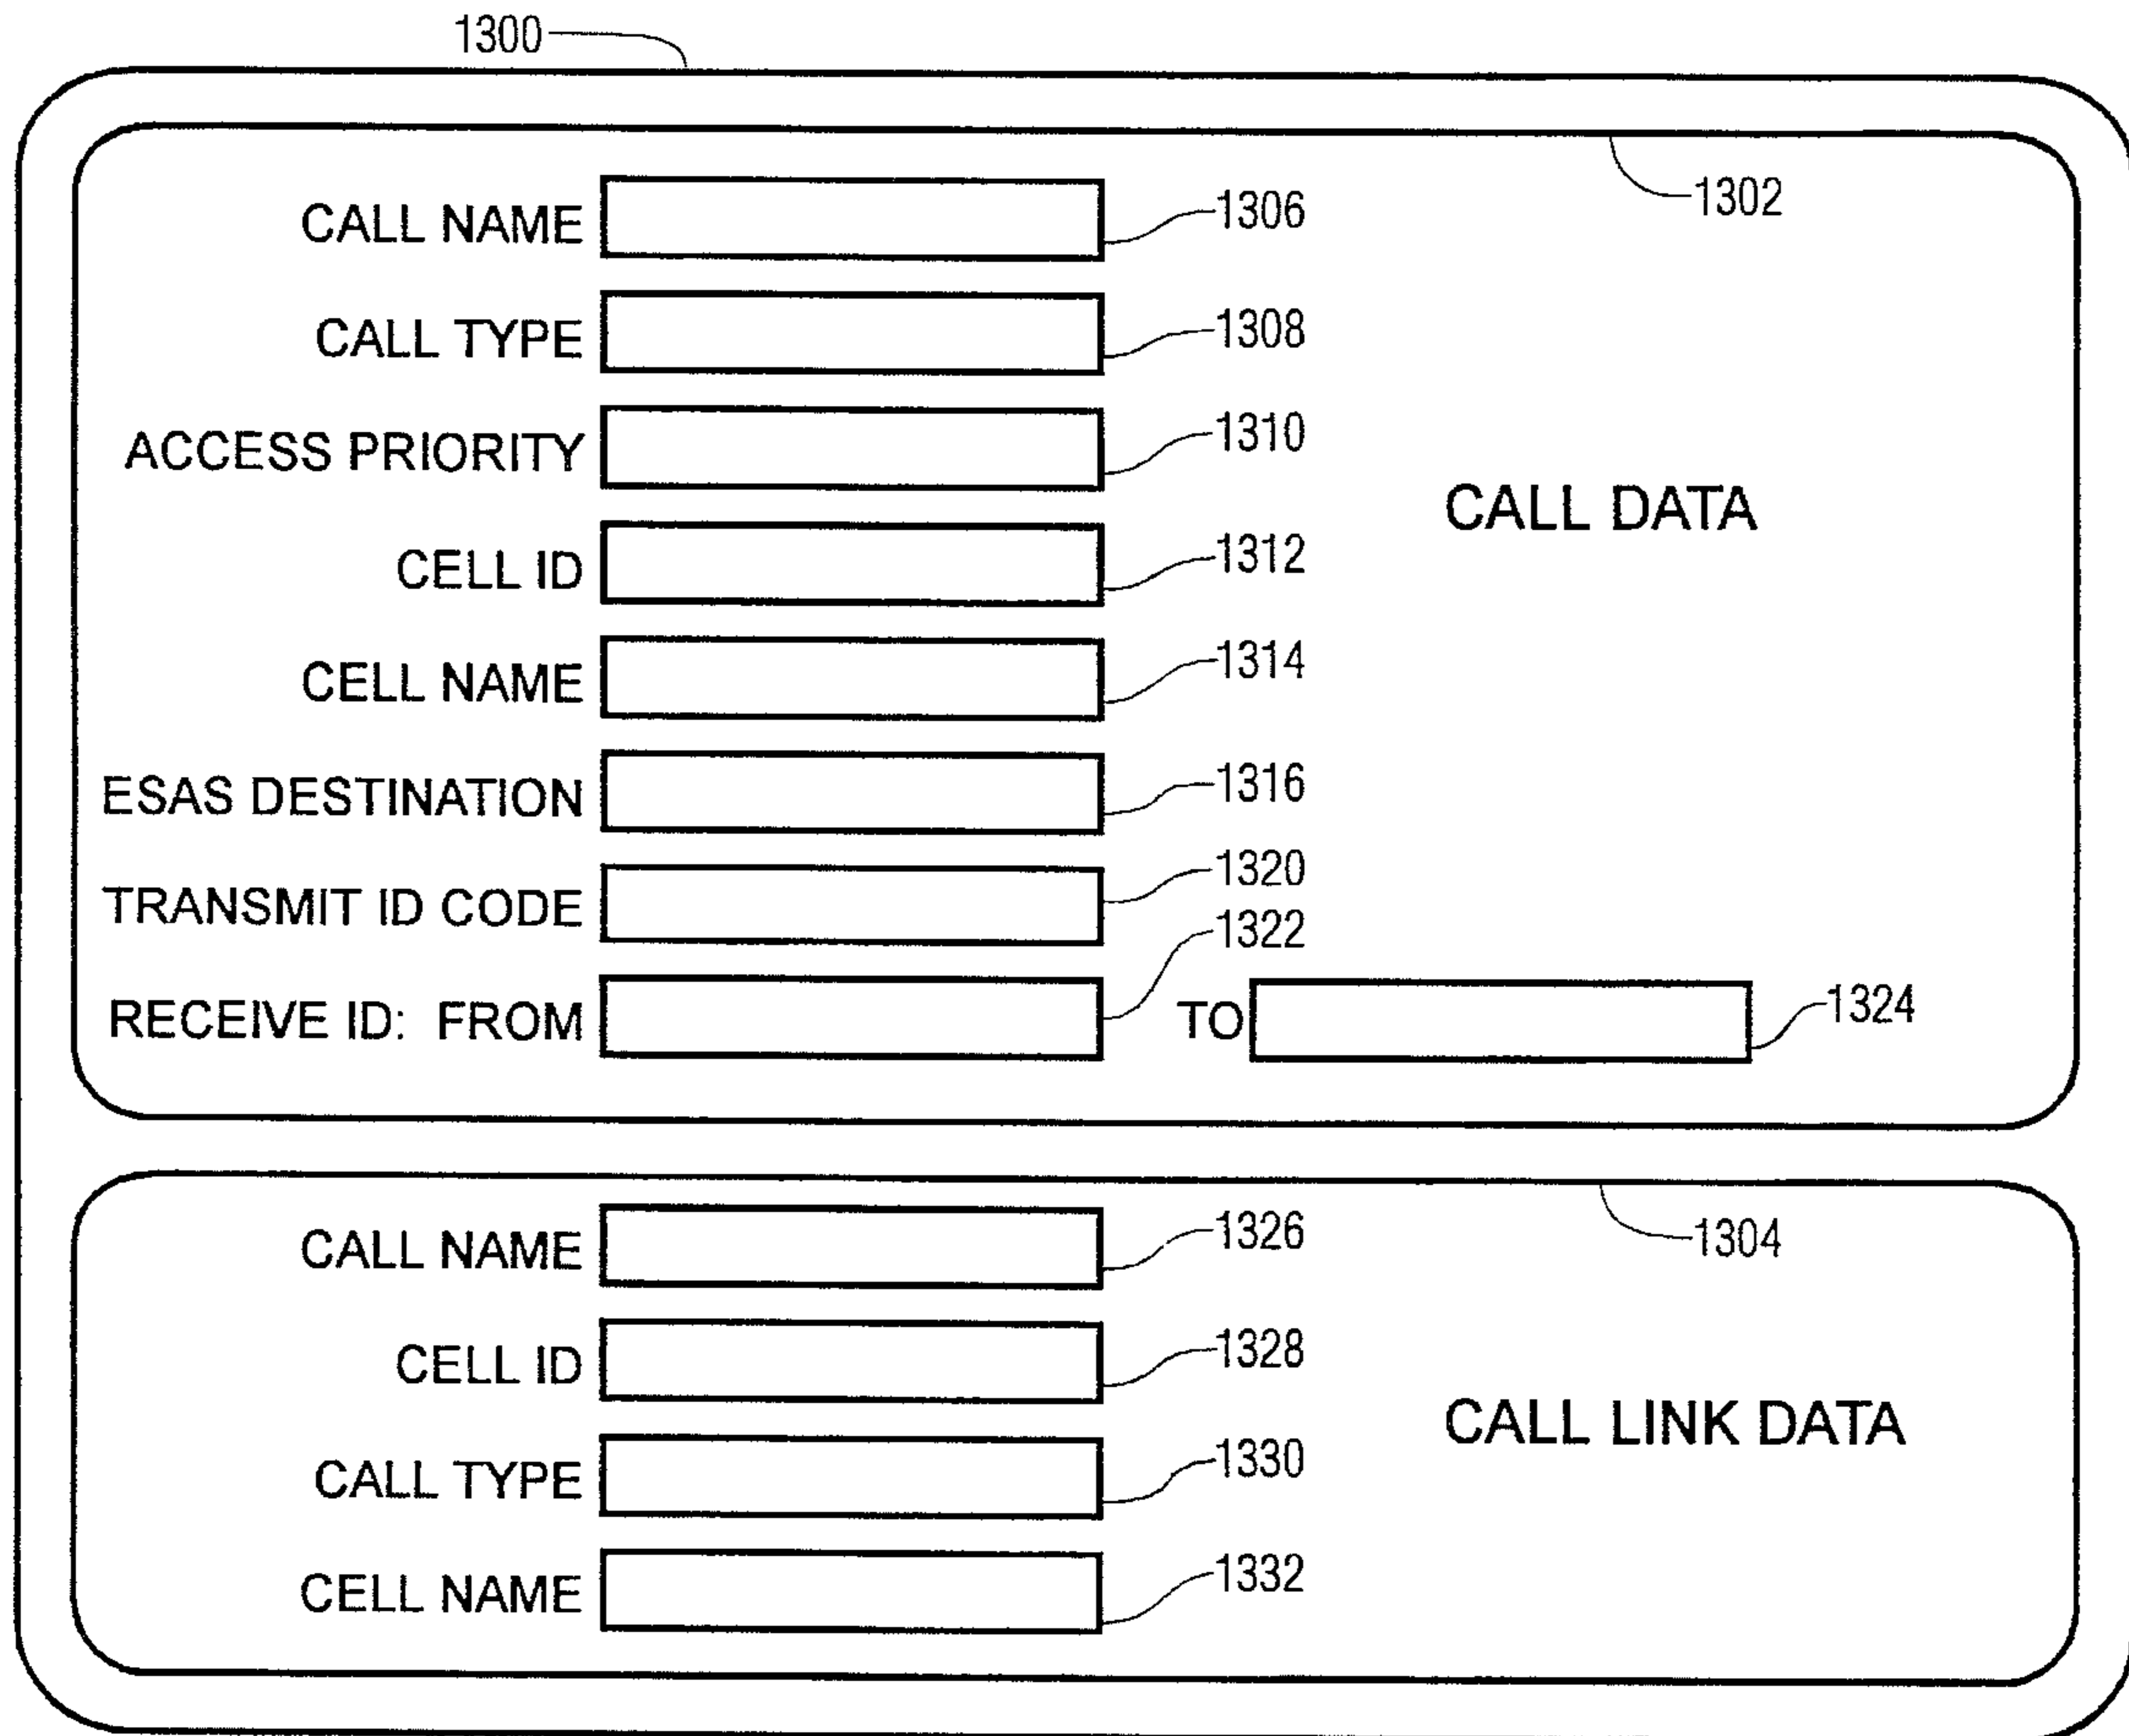 1300
1302
CALL NAME 1306
CALL TYPE 1308
ACCESS PRIORITY 1310
CALL DATA
CELL ID 1312
CELL NAME 1314
ESAS DESTINATION 1316
TRANSMIT ID CODE 1320
1322
RECEIVE ID: FROM TO 1324
CALL NAME 1326
1304
CELL ID 1328
CALL LINK DATA
CALL TYPE 1330
CELL NAME 1332